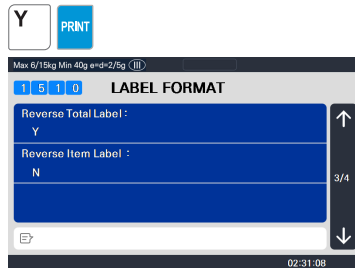 Y
PRINT
Max 6/15kg Min 40g e=d=2/5g III
1 5 1 0 LABEL FORMAT
Reverse Total Label :
Y
Reverse Item Label :
N
3/4
02:31:08